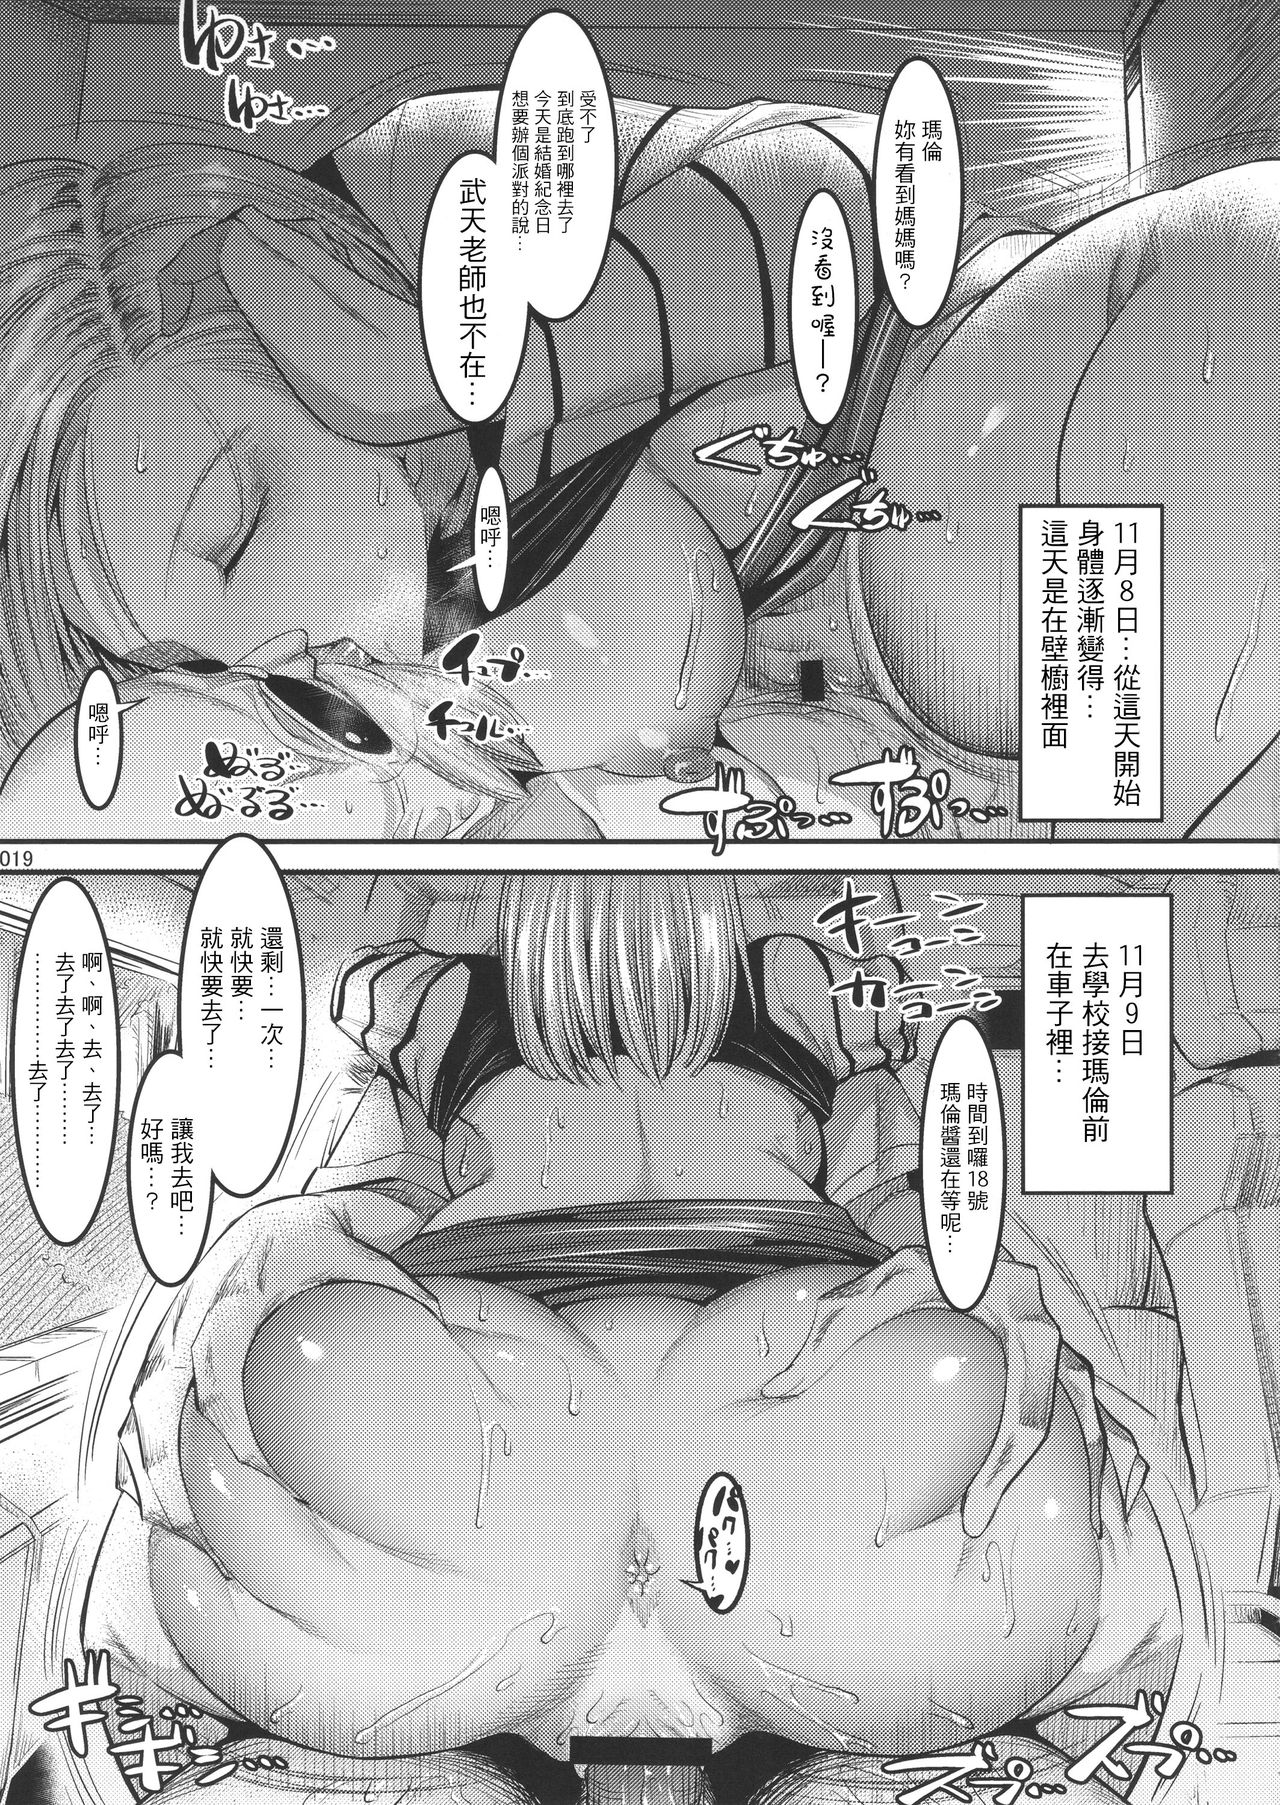 瑪倫
妳有看到媽媽嗎？
沒看到喔ー？
受不了
到底跑到哪裡去了
今天是結婚紀念日
想要辦個派對的說…
武天老師也不在…
ゆさ…
ゆさ…
11月8日…從這天開始
身體逐漸變得…
這天是在壁櫥裡面
ぐちゅ…
ぐちゅ…
嗯呼…
チュプ…
チュル…
嗯呼…
ぬ゛る…
ぬ゛るる…
ずぷっ…
ずぷっ…
019
11月9日
去學校接瑪倫前
在車子裡…
キーンコーン
カーンコーン
時間到囉18號
瑪倫醬還在等呢…
還剩…一次…
就快要…
就快要去了…
讓我去吧…
好嗎…？
啊、啊、去、去了…
去了去了去了……
…………去了…………
パク…
パク…♥
ギシ…
ギシ…
ズプ…
ズプ…